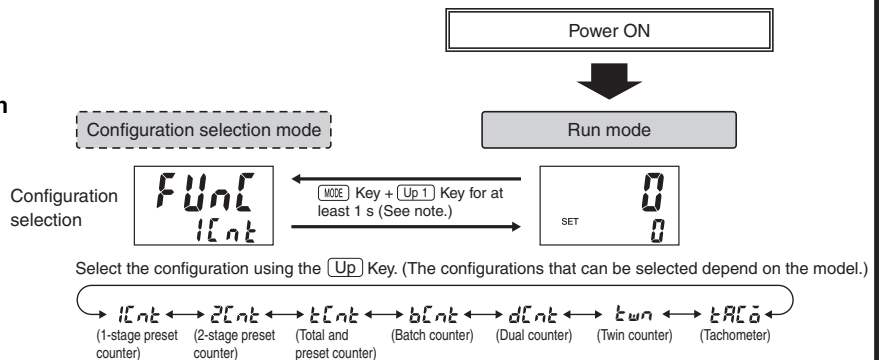 Power ON
n
Configuration selection mode
Run mode
Configuration
selection
FUnC
1Cnt
MODE Key + Up 1 Key for at
least 1 s (See note.)
0
SET
0
Select the configuration using the Up Key. (The configurations that can be selected depend on the model.)
1Cnt 2Cnt tCnt bCnt dCnt twn tACo
(1-stage preset
counter)
(2-stage preset
counter)
(Total and
preset counter)
(Batch counter)
(Dual counter)
(Twin counter)
(Tachometer)